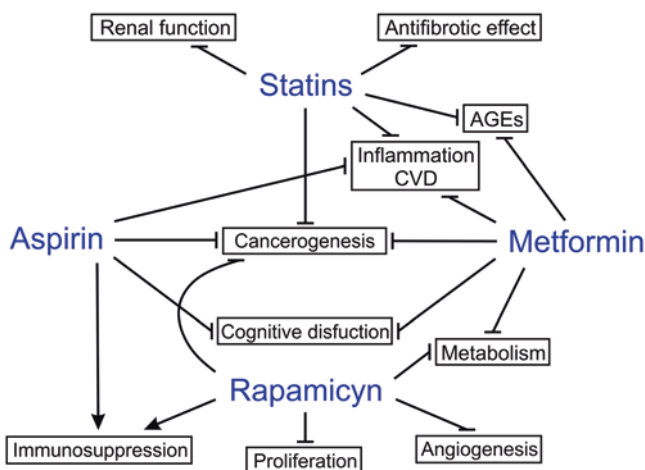 Renal function
Antifibrotic effect
Statins
AGEs
Inflammation
CVD
Aspirin
Cancerogenesis
Metformin
Cognitive disfuction
Metabolism
Rapamicyn
Immunosuppression
Proliferation
Angiogenesis